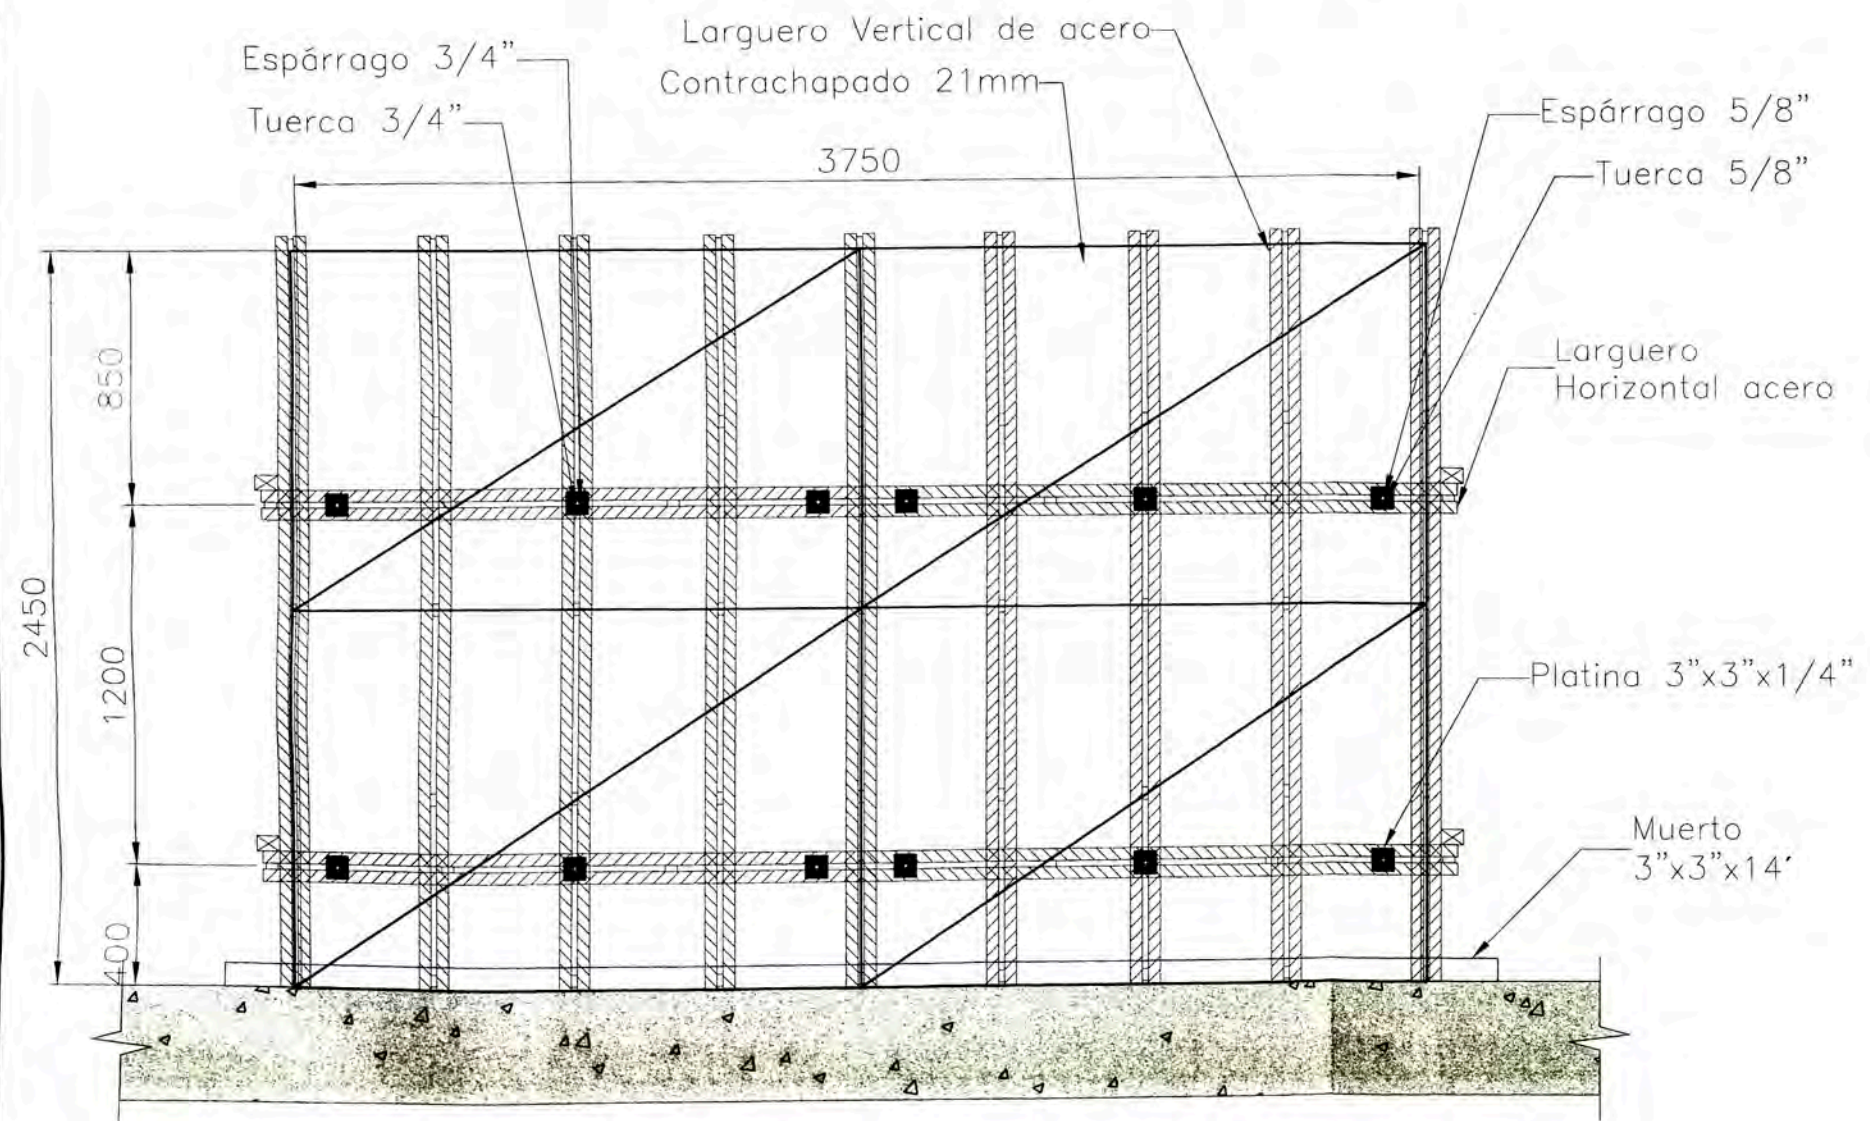 Larguero Vertical de acero
Espárrago 3/4"
Contrachapado 21mm
Tuerca 3/4"
Espárrago 5/8"
3750
Tuerca 5/8"
850
Larguero
Horizontal acero
2450
1200
Platina 3"x3"x1/4"
Muerto
3"x3"x14'
400